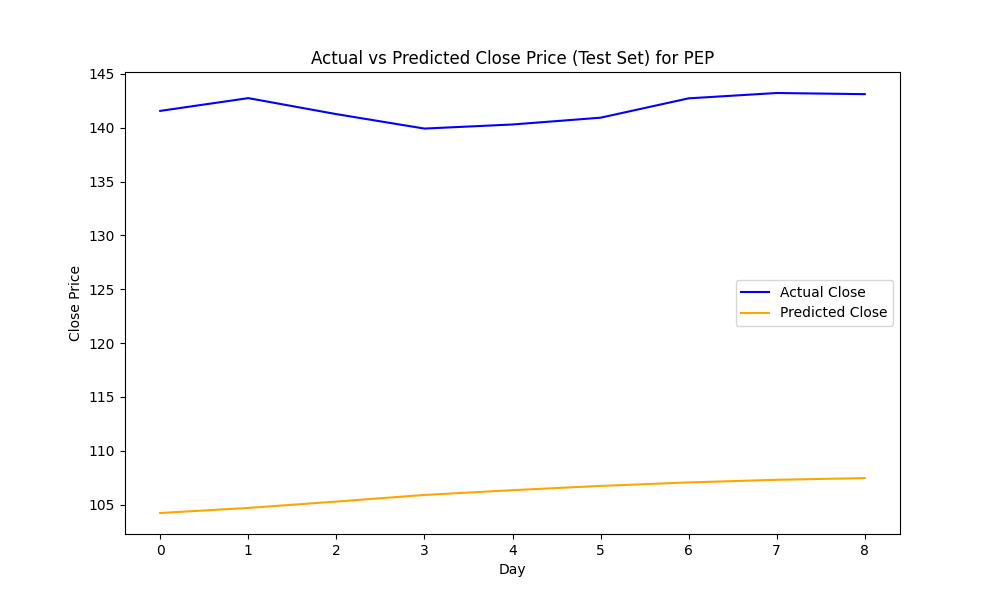 Actual vs Predicted Close Price (Test Set) for PEP
145
140
135
130
125
120
115
110
105
Close Price
Actual Close
Predicted Close
0 1 2 3 4 5 6 7 8
Day